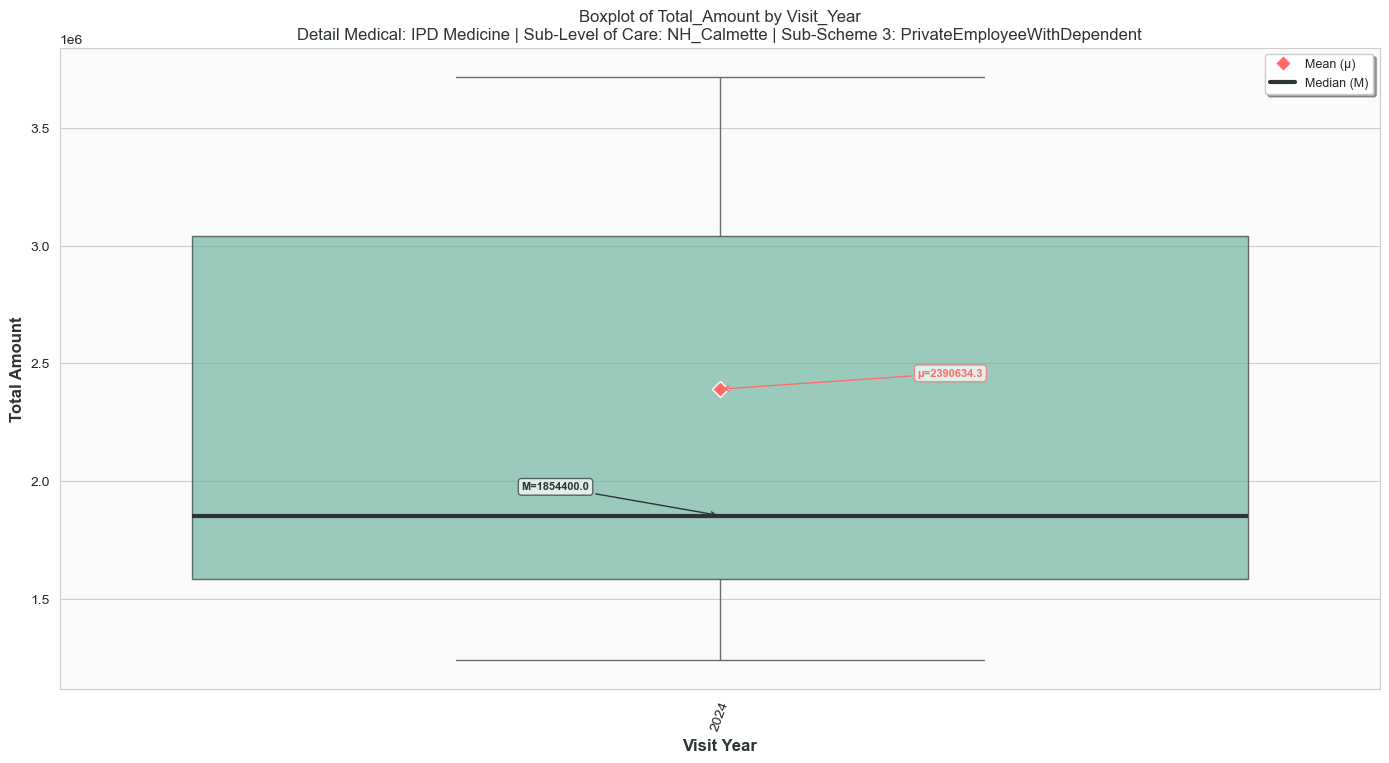 Boxplot of Total_Amount by Visit_Year
Detail Medical: IPD Medicine | Sub-Level of Care: NH_Calmette | Sub-Scheme 3: PrivateEmployeeWithDependent
1e6
Mean (μ)
Median (M)
3.5
3.0
2.5
μ=2390634.3
2.0
M=1854400.0
1.5
Total Amount
2024
Visit Year